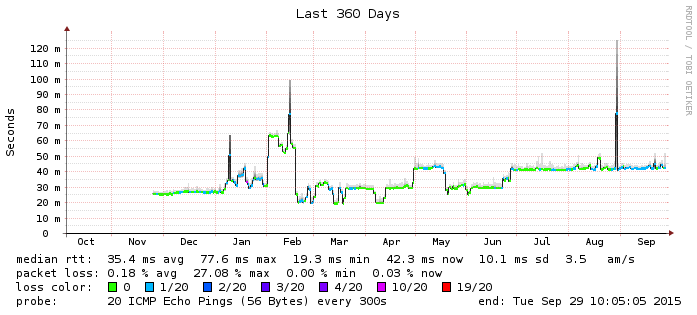 Last 360 Days
RRDTOOL / TOBI OETIKER
Seconds
120 m
110 m
100 m
90 m
80 m
70 m
60 m
50 m
40 m
30 m
20 m
10 m
0
Oct Nov Dec Jan Feb Mar Apr May Jun Jul Aug Sep
median rtt: 35.4 ms avg 77.6 ms max 19.3 ms min 42.3 ms now 10.1 ms sd 3.5 am/s
packet loss: 0.18 % avg 27.08 % max 0.00 % min 0.03 % now
loss color: 0 1/20 2/20 3/20 4/20 10/20 19/20
probe: 20 ICMP Echo Pings (56 Bytes) every 300s end: Tue Sep 29 10:05:05 2015